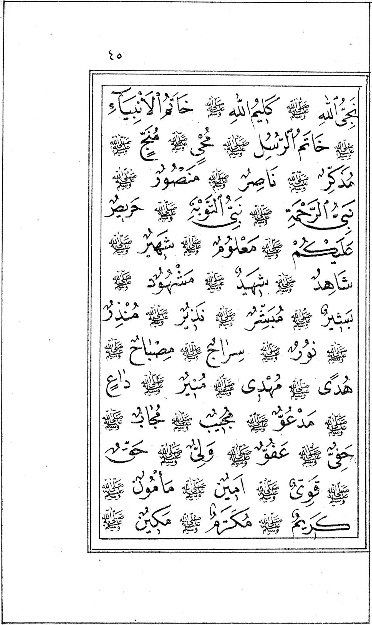 ٤٥
نَجِيُّ اللهِ ﷺ كَلِيمُ اللهِ ﷺ خَاتَمُ الْأَنْبِيَاءِ
ﷺ خَاتَمُ الرُّسُلِ ﷺ مُحْيٍ ﷺ مُنَجٍّ ﷺ
مُذَكِّرٌ ﷺ نَاصِرٌ ﷺ مَنْصُورٌ ﷺ
نَبِيُّ الرَّحْمَةِ ﷺ نَبِيُّ التَّوْبَةِ ﷺ حَرِيصٌ
عَلَيْكُمْ ﷺ مَعْلُومٌ ﷺ شَهِيرٌ ﷺ
شَاهِدٌ ﷺ شَهِيدٌ ﷺ مَشْهُودٌ ﷺ
بَشِيرٌ ﷺ مُبَشِّرٌ ﷺ نَذِيرٌ ﷺ مُنْذِرٌ
ﷺ نُورٌ ﷺ سِرَاجٌ ﷺ مِصْبَاحٌ ﷺ
هُدًى ﷺ مَهْدِيٌّ ﷺ مُنِيرٌ ﷺ دَاعٍ
ﷺ مَدْعُوٌّ ﷺ مُجِيبٌ ﷺ مُجَابٌ ﷺ
حَفِيٌّ ﷺ عَفُوٌّ ﷺ وَلِيٌّ ﷺ حَقٌّ
ﷺ قَوِيٌّ ﷺ أَمِينٌ ﷺ مَأْمُونٌ ﷺ
كَرِيمٌ ﷺ مُكَرَّمٌ ﷺ مَكِينٌ ﷺ